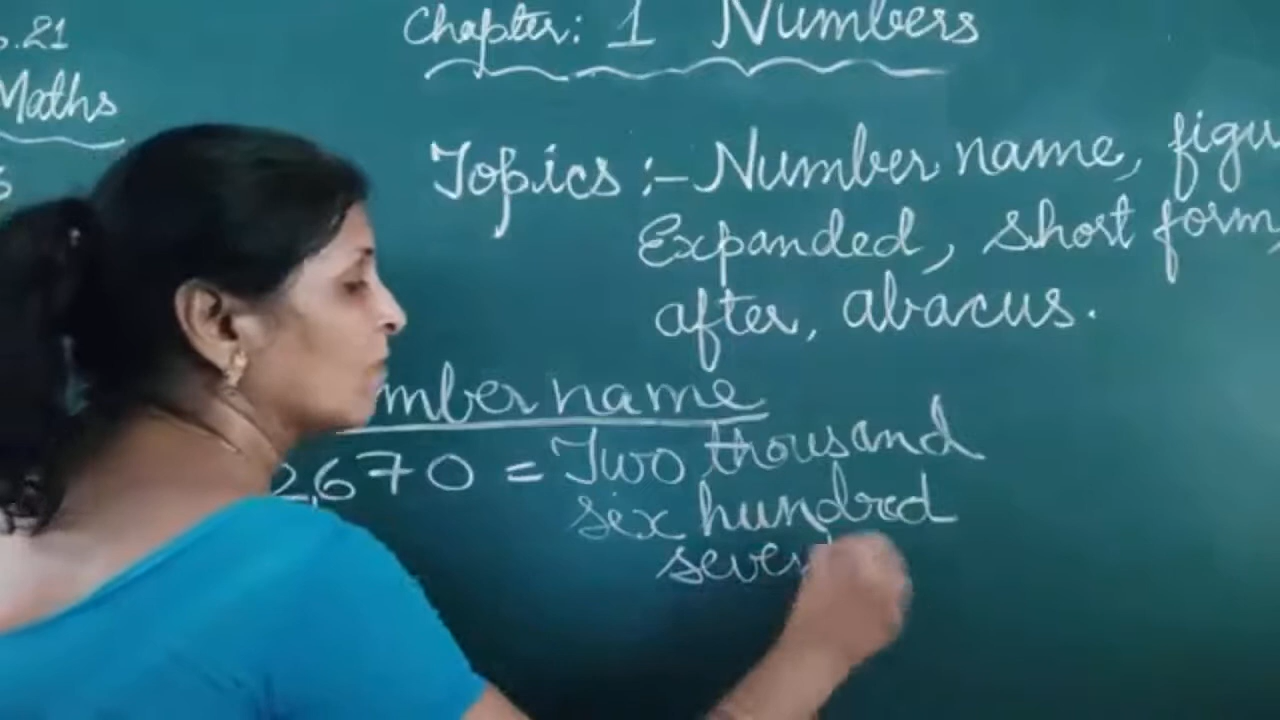 .21
Maths
Chapter: 1 Numbers
Topics :- Number name,
Expanded, short form,
after, abacus.
name
2,670 = Two thousand
six hundred